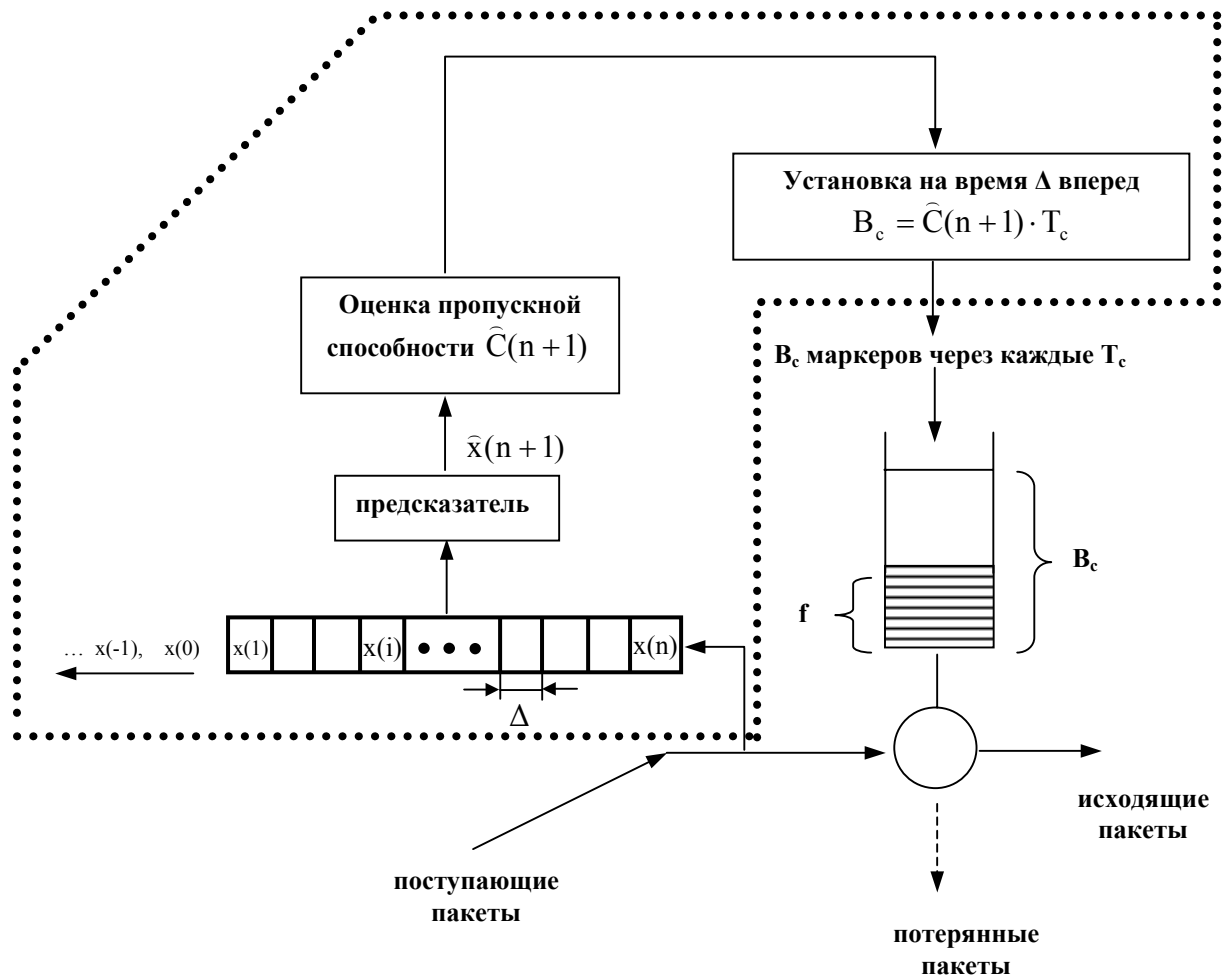 Установка на время Δ вперед
B_c = Ĉ(n + 1) · T_c
Оценка пропускной
способности Ĉ(n + 1)
B_c маркеров через каждые T_c
x̂(n + 1)
предсказатель
B_c
f
... x(-1), x(0)
x(1) x(i) • • • x(n)
Δ
исходящие
пакеты
поступающие
пакеты
потерянные
пакеты